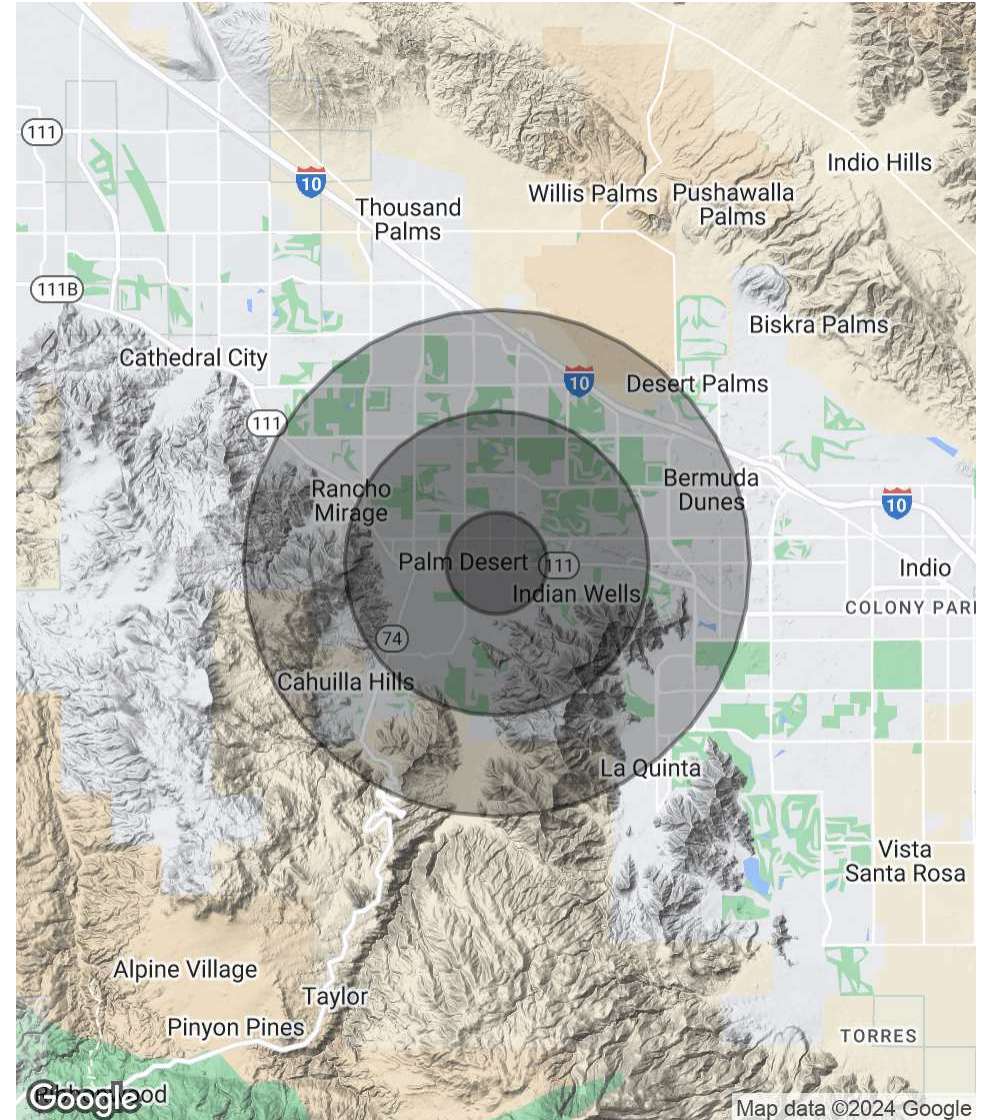 111
10
Indio Hills
Willis Palms
Pushawalla
Palms
Thousand
Palms
111B
Biskra Palms
Cathedral City
10
Desert Palms
111
Bermuda
Dunes
Rancho
Mirage
10
Palm Desert
111
Indio
Indian Wells
COLONY PAR
74
Cahuilla Hills
La Quinta
Vista
Santa Rosa
Alpine Village
Taylor
Pinyon Pines
TORRES
Google
Map data ©2024 Google